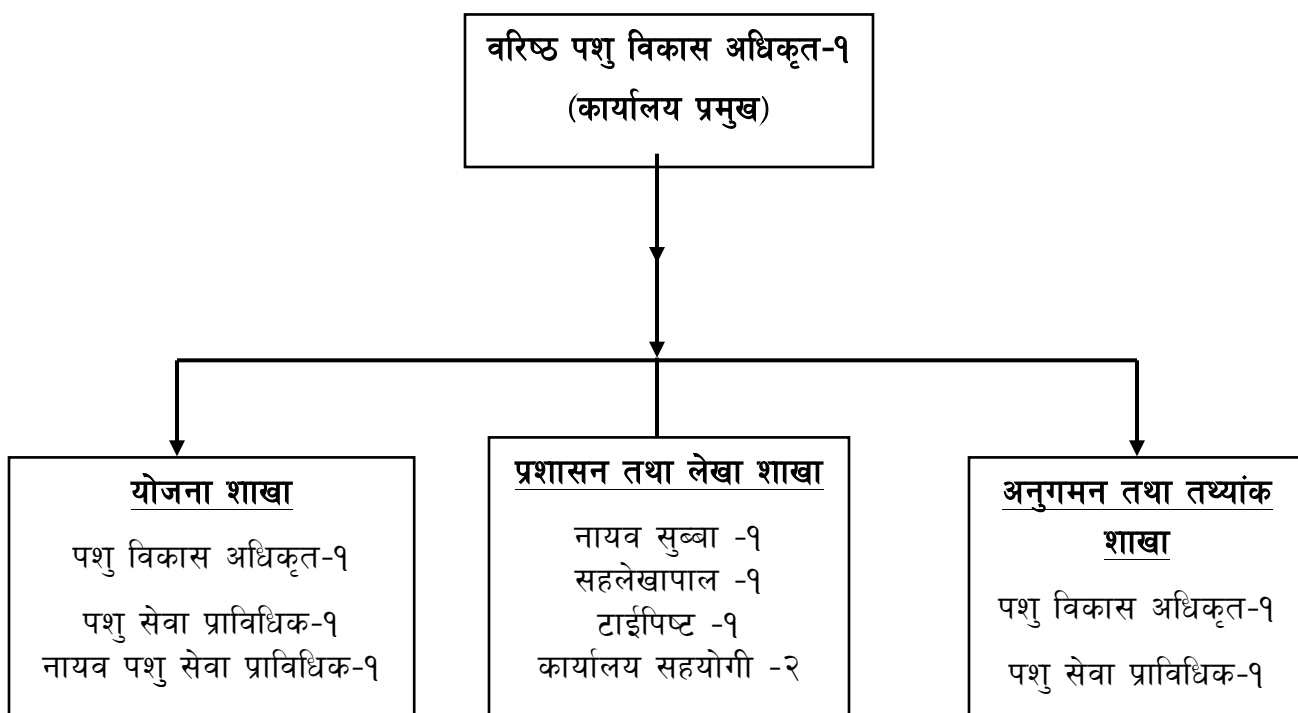 वरिष्ठ पशु विकास अधिकृत-१
(कार्यालय प्रमुख)
योजना शाखा
पशु विकास अधिकृत-१
पशु सेवा प्राविधिक-१
नायव पशु सेवा प्राविधिक-१
प्रशासन तथा लेखा शाखा
नायव सुब्बा -१
सहलेखापाल -१
टाईपिष्ट -१
कार्यालय सहयोगी -२
अनुगमन तथा तथ्यांक
शाखा
पशु विकास अधिकृत-१
पशु सेवा प्राविधिक-१